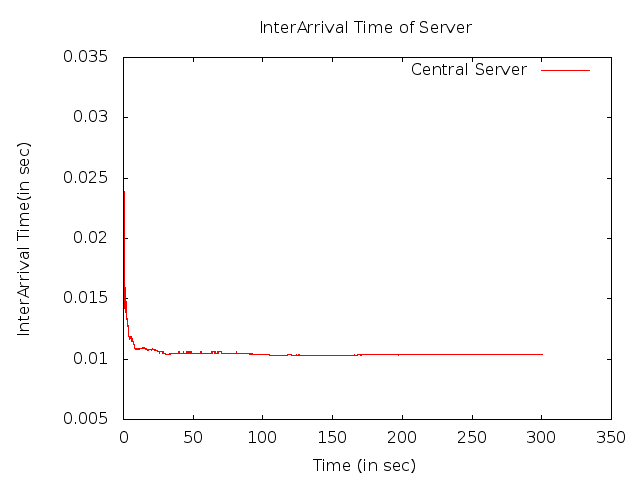 InterArrival Time of Server
0.035
Central Server
0.03
0.025
0.02
0.015
0.01
0.005
InterArrival Time(in sec)
0 50 100 150 200 250 300 350
Time (in sec)